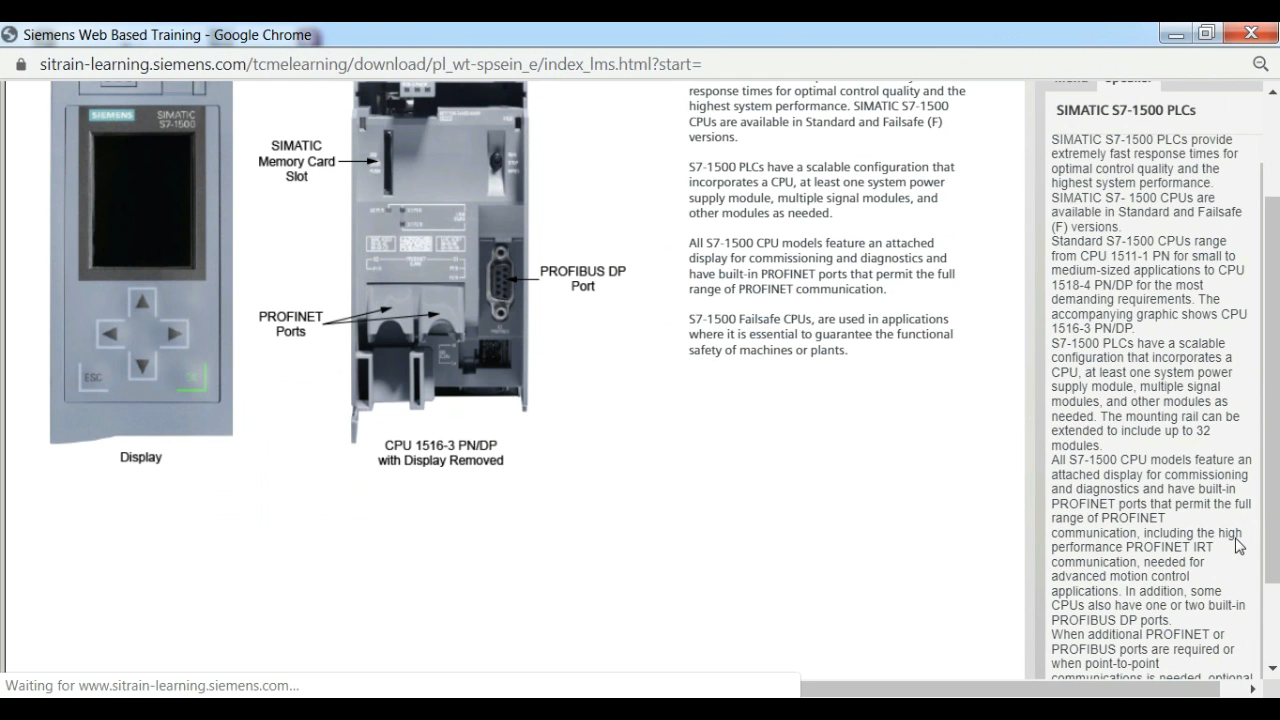 Siemens Web Based Training - Google Chrome
sitrain-learning.siemens.com/tcmelearning/download/pl_wt-spsein_e/index_lms.html?start=
SIEMENS
SIMATIC
S7-1500
ESC
OK
Display
SIMATIC
Memory Card
Slot
PROFINET
Ports
PROFIBUS DP
Port
CPU 1516-3 PN/DP
with Display Removed
response times for optimal control quality and the
highest system performance. SIMATIC S7-1500
CPUs are available in Standard and Failsafe (F)
versions.
S7-1500 PLCs have a scalable configuration that
incorporates a CPU, at least one system power
supply module, multiple signal modules, and
other modules as needed.
All S7-1500 CPU models feature an attached
display for commissioning and diagnostics and
have built-in PROFINET ports that permit the full
range of PROFINET communication.
S7-1500 Failsafe CPUs, are used in applications
where it is essential to guarantee the functional
safety of machines or plants.
SIMATIC S7-1500 PLCs
SIMATIC S7-1500 PLCs provide
extremely fast response times for
optimal control quality and the
highest system performance.
SIMATIC S7- 1500 CPUs are
available in Standard and Failsafe
(F) versions.
Standard S7-1500 CPUs range
from CPU 1511-1 PN for small to
medium-sized applications to CPU
1518-4 PN/DP for the most
demanding requirements. The
accompanying graphic shows CPU
1516-3 PN/DP.
S7-1500 PLCs have a scalable
configuration that incorporates a
CPU, at least one system power
supply module, multiple signal
modules, and other modules as
needed. The mounting rail can be
extended to include up to 32
modules.
All S7-1500 CPU models feature an
attached display for commissioning
and diagnostics and have built-in
PROFINET ports that permit the full
range of PROFINET
communication, including the high
performance PROFINET IRT
communication, needed for
advanced motion control
applications. In addition, some
CPUs also have one or two built-in
PROFIBUS DP ports.
When additional PROFINET or
PROFIBUS ports are required or
when point-to-point
communications is needed, optional
Waiting for www.sitrain-learning.siemens.com...